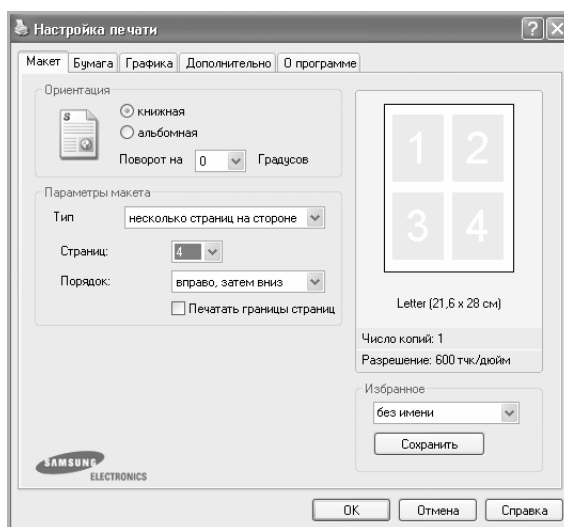 Настройка печати
Макет Бумага Графика Дополнительно О программе
Ориентация
S
книжная
альбомная
Поворот на 0 Градусов
Параметры макета
Тип несколько страниц на стороне
Страниц: 4
Порядок: вправо, затем вниз
Печатать границы страниц
1 2
3 4
Letter (21,6 x 28 см)
Число копий: 1
Разрешение: 600 тчк/дюйм
Избранное
без имени
Сохранить
SAMSUNG
ELECTRONICS
OK Отмена Справка